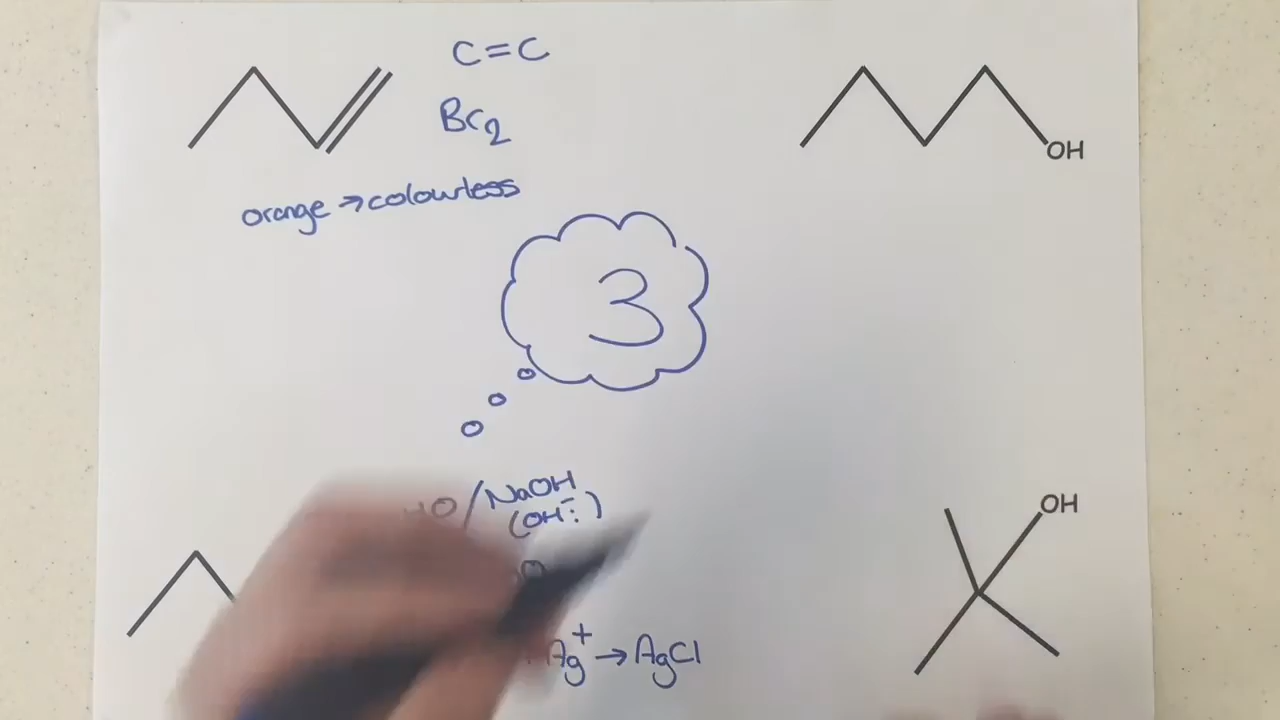 C=C
Br₂
OH
orange → colourless
3
/NaOH
(OH⁻:)
OH
Ag⁺ → AgCl